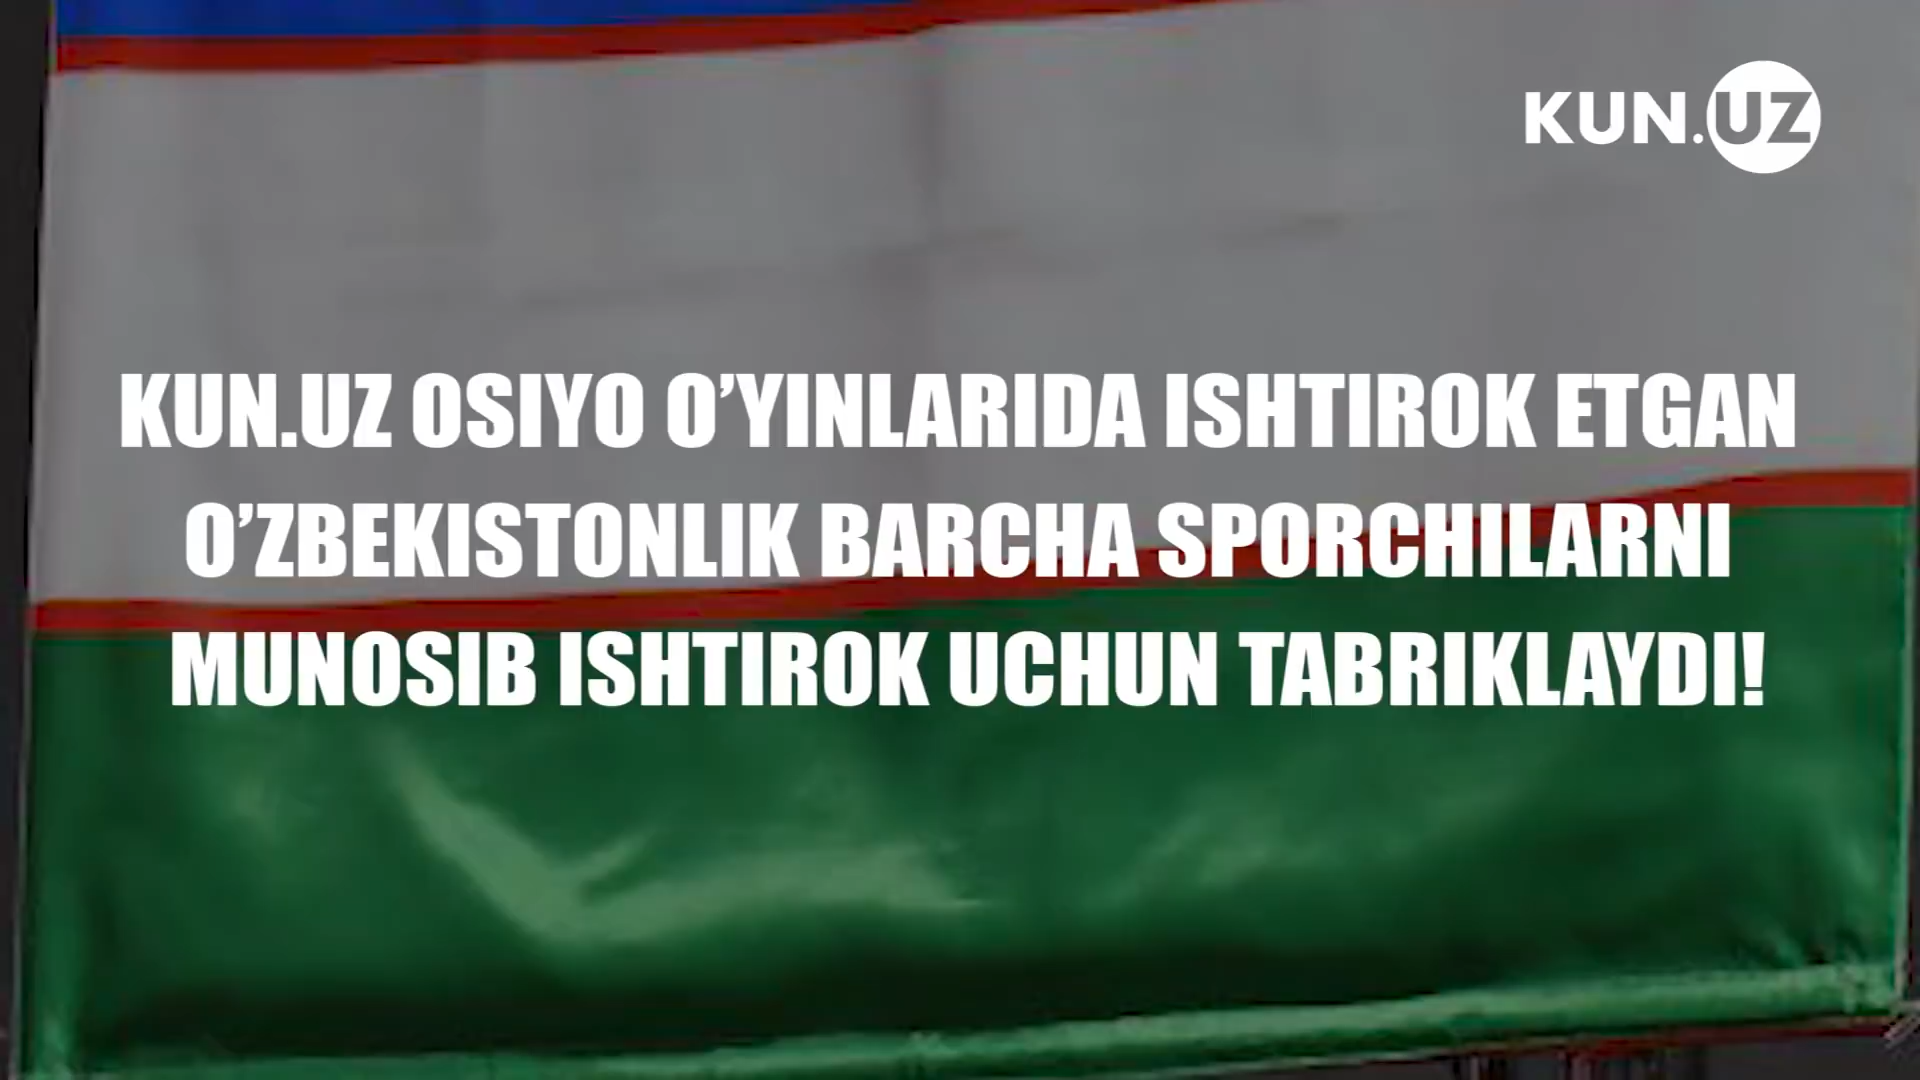 KUN.UZ
KUN.UZ OSIYO O’YINLARIDA ISHTIROK ETGAN
O’ZBEKISTONLIK BARCHA SPORCHILARNI
MUNOSIB ISHTIROK UCHUN TABRIKLAYDI!